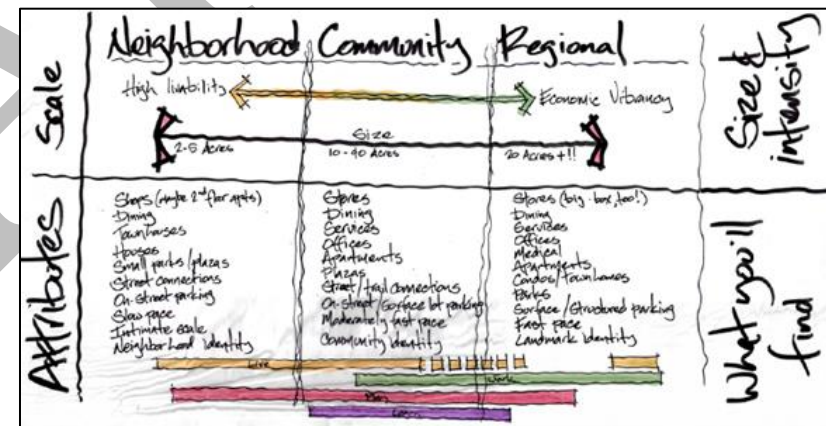 Neighborhood Community Regional
Scale
High livability
Economic Vibrancy
Size
2-5 Acres
10-40 Acres
20 Acres +!!
Size &
intensity
Attributes
Shops (maybe 2nd floor apts)
Dining
Townhouses
Houses
Small parks/plazas
Street connections
On-street parking
Slow pace
Intimate scale
Neighborhood Identity
Stores
Dining
Services
Offices
Apartments
Plazas
Street/trail connections
On-street/surface lot parking
Moderately fast pace
Community Identity
Stores (big-box, too!)
Dining
Services
Offices
Medical
Apartments
Condos/Townhomes
Parks
Surface/Structured parking
Fast pace
Landmark Identity
What you'll
find
Live
Work
Play